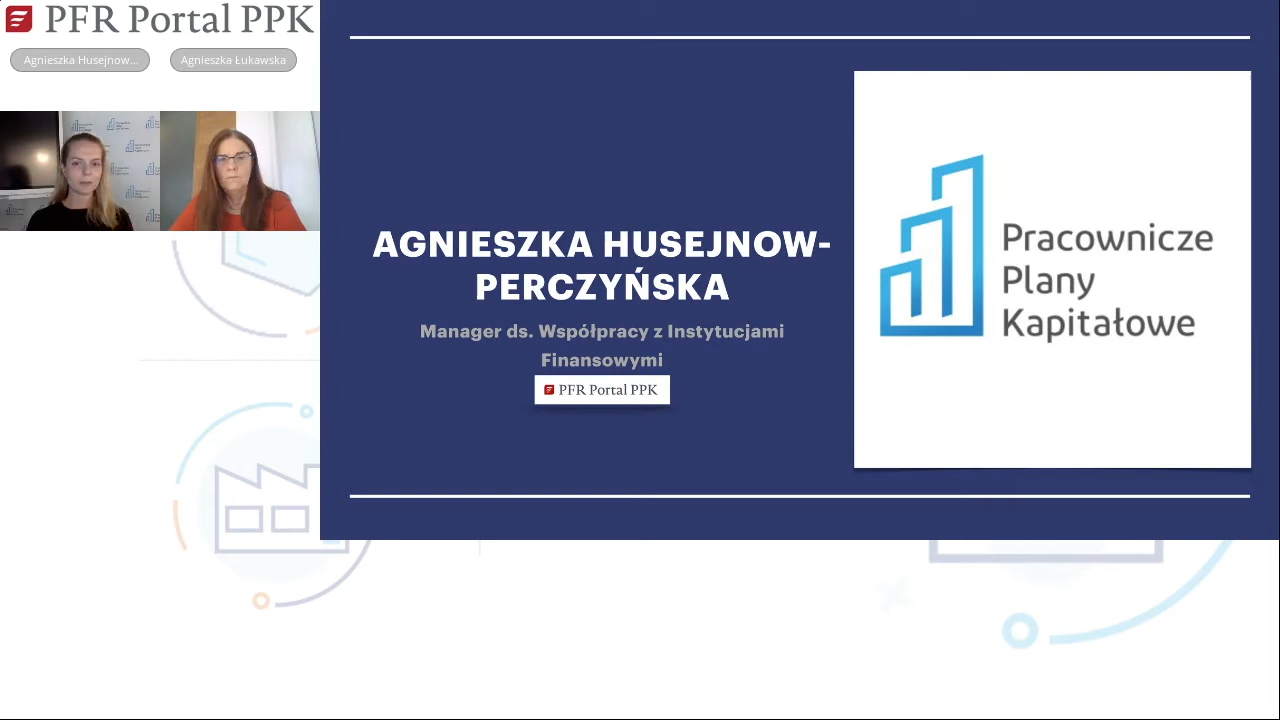 PFR Portal PPK
Agnieszka Husejnow...
Agnieszka Łukawska
AGNIESZKA HUSEJNOW-
PERCZYŃSKA
Manager ds. Współpracy z Instytucjami
Finansowymi
PFR Portal PPK
Pracownicze
Plany
Kapitałowe